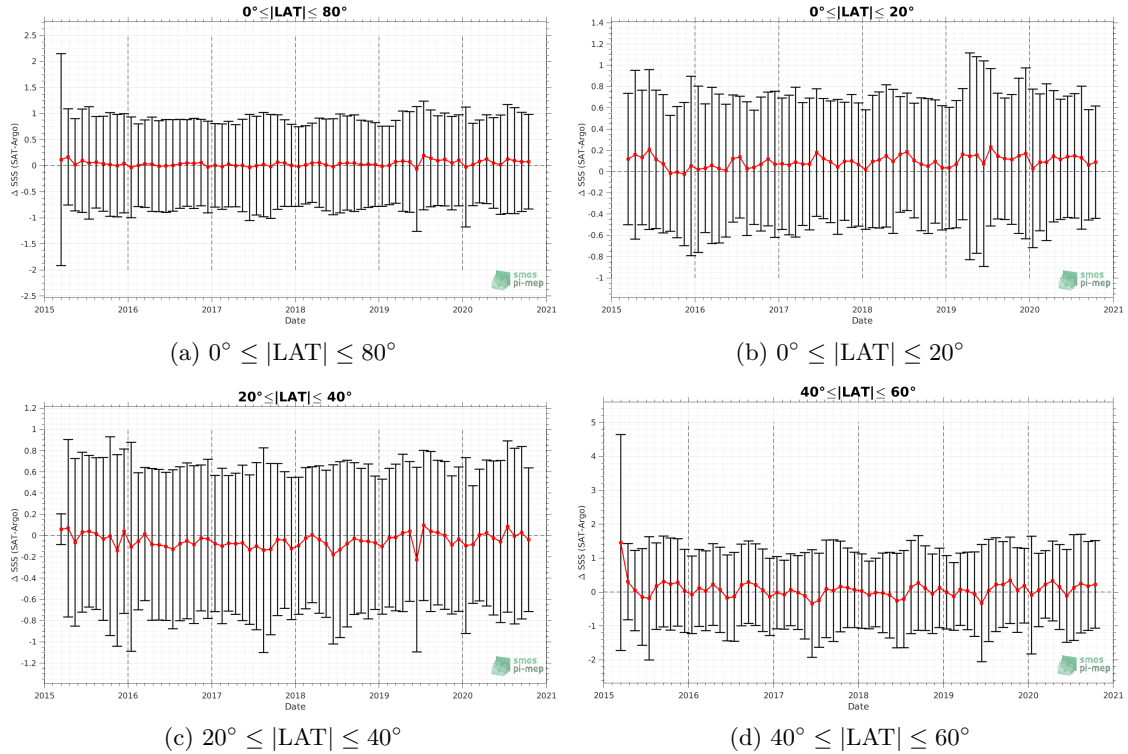 0°≤|LAT|≤ 80°
2.5
2
1.5
1
0.5
0
-0.5
-1
-1.5
-2
-2.5
Δ SSS (SAT-Argo)
2015 2016 2017 2018 2019 2020 2021
Date
smos
pi-mep
(a) 0° ≤ |LAT| ≤ 80°
0°≤|LAT|≤ 20°
1.4
1.2
1
0.8
0.6
0.4
0.2
0
-0.2
-0.4
-0.6
-0.8
-1
Δ SSS (SAT-Argo)
2015 2016 2017 2018 2019 2020 2021
Date
smos
pi-mep
(b) 0° ≤ |LAT| ≤ 20°
20°≤|LAT|≤ 40°
1.2
1
0.8
0.6
0.4
0.2
0
-0.2
-0.4
-0.6
-0.8
-1
-1.2
Δ SSS (SAT-Argo)
2015 2016 2017 2018 2019 2020 2021
Date
smos
pi-mep
(c) 20° ≤ |LAT| ≤ 40°
40°≤|LAT|≤ 60°
5
4
3
2
1
0
-1
-2
Δ SSS (SAT-Argo)
2015 2016 2017 2018 2019 2020 2021
Date
smos
pi-mep
(d) 40° ≤ |LAT| ≤ 60°